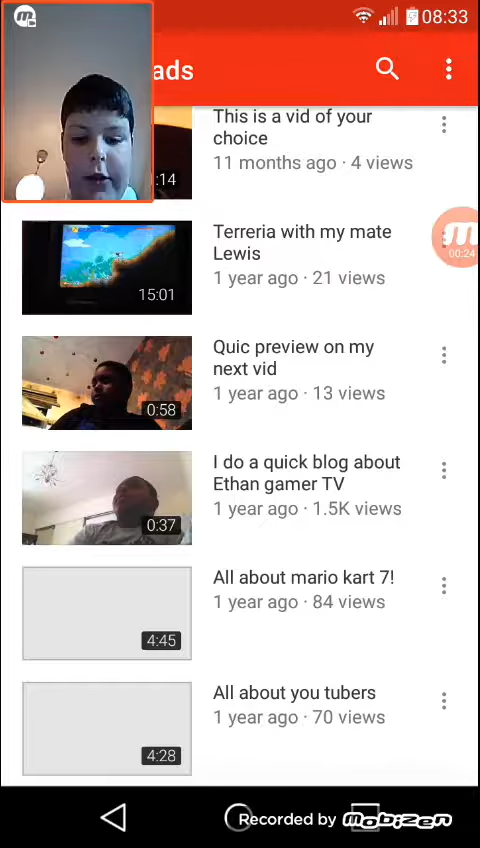 08:33
ads
This is a vid of your
choice
11 months ago · 4 views
:14
Terreria with my mate
Lewis
1 year ago · 21 views
15:01
00:24
Quic preview on my
next vid
1 year ago · 13 views
0:58
I do a quick blog about
Ethan gamer TV
1 year ago · 1.5K views
0:37
All about mario kart 7!
1 year ago · 84 views
4:45
All about you tubers
1 year ago · 70 views
4:28
Recorded by Mobizen